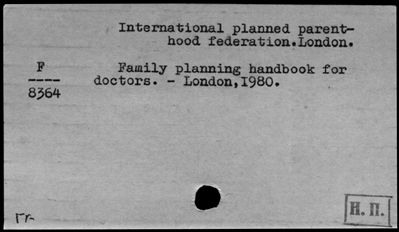 International planned parent-
hood federation.London.
F
----
8364
Family planning handbook for
doctors. - London,1980.
Н. П.